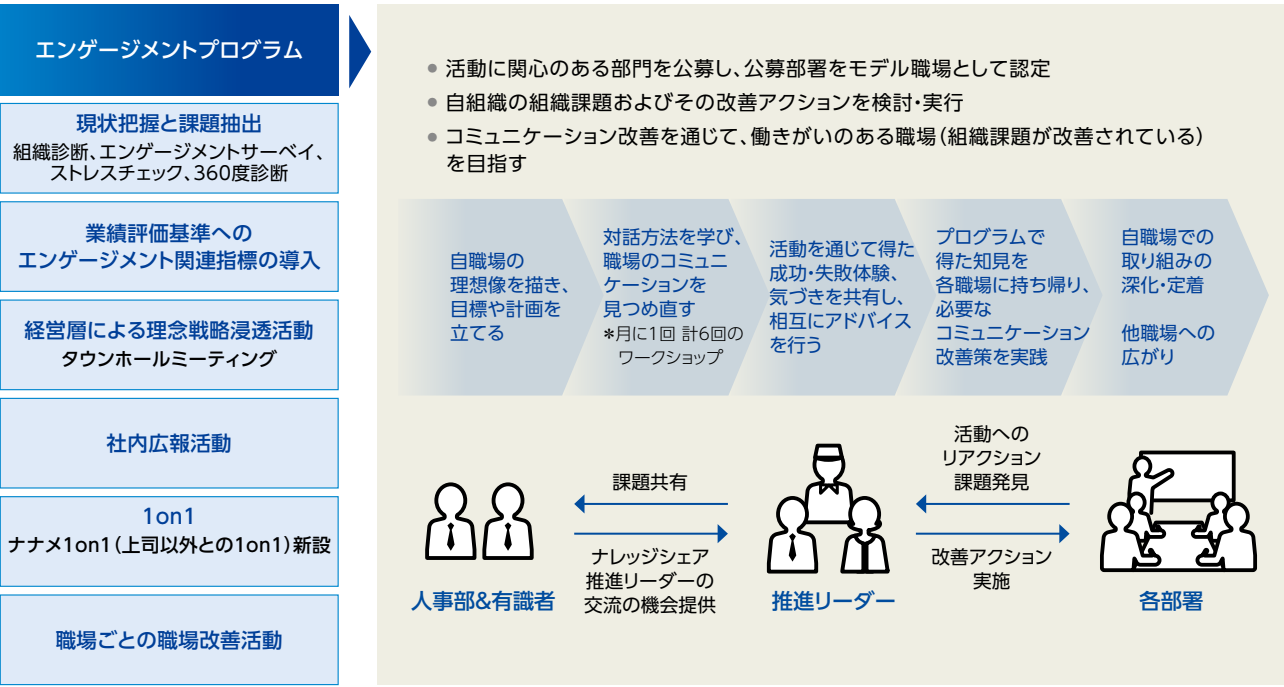 エンゲージメントプログラム
現状把握と課題抽出
組織診断、エンゲージメントサーベイ、
ストレスチェック、360度診断
業績評価基準への
エンゲージメント関連指標の導入
経営層による理念戦略浸透活動
タウンホールミーティング
社内広報活動
1on1
ナナメ1on1(上司以外との1on1)新設
職場ごとの職場改善活動
● 活動に関心のある部門を公募し、公募部署をモデル職場として認定
● 自組織の組織課題およびその改善アクションを検討・実行
● コミュニケーション改善を通じて、働きがいのある職場(組織課題が改善されている)
を目指す
自職場の
理想像を描き、
目標や計画を
立てる
対話方法を学び、
職場のコミュニ
ケーションを
見つめ直す
*月に1回 計6回の
ワークショップ
活動を通じて得た
成功・失敗体験、
気づきを共有し、
相互にアドバイス
を行う
プログラムで
得た知見を
各職場に持ち帰り、
必要な
コミュニケーション
改善策を実践
自職場での
取り組みの
深化・定着
他職場への
広がり
課題共有
ナレッジシェア
推進リーダーの
交流の機会提供
活動への
リアクション
課題発見
改善アクション
実施
人事部&有識者
推進リーダー
各部署